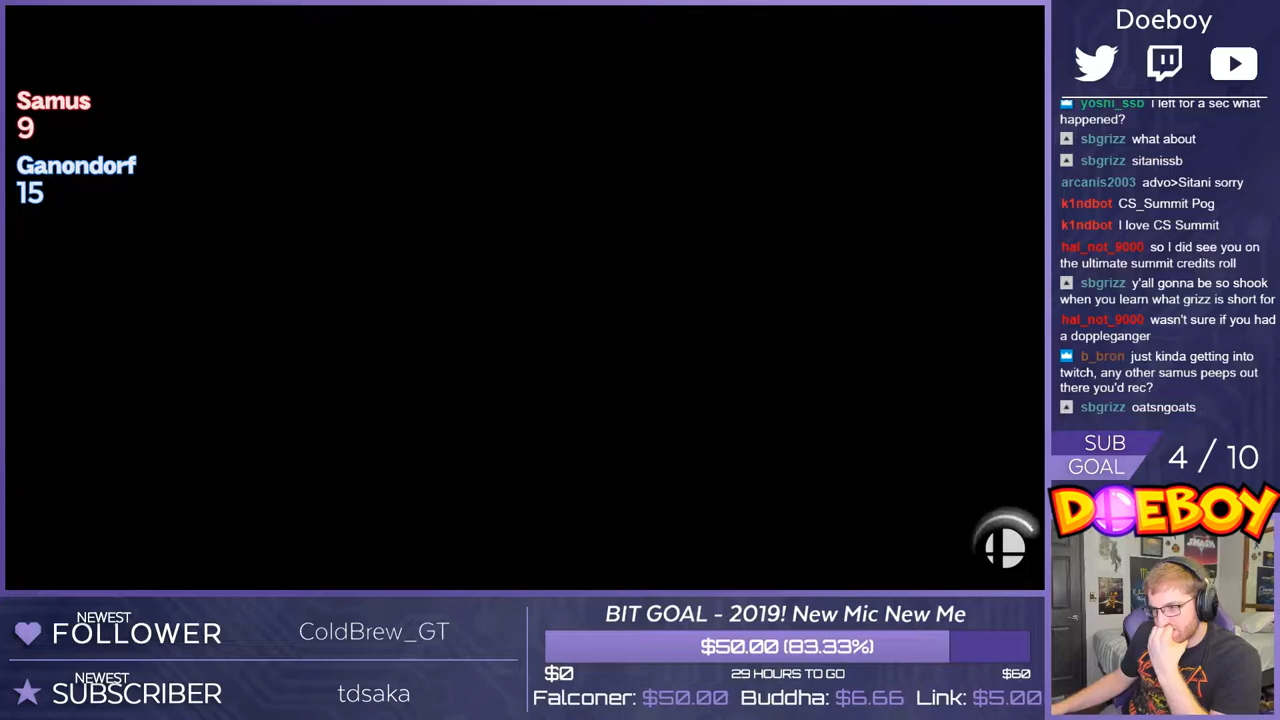 Samus
9
Ganondorf
15
Doeboy
yoshi_ssb I left for a sec what
happened?
sbgrizz what about
sbgrizz sitanissb
arcanis2003 advo>Sitani sorry
k1ndbot CS_Summit Pog
k1ndbot I love CS Summit
hal_not_9000 so I did see you on
the ultimate summit credits roll
sbgrizz y'all gonna be so shook
when you learn what grizz is short for
hal_not_9000 wasn't sure if you had
a doppleganger
b_bron just kinda getting into
twitch, any other samus peeps out
there you'd rec?
sbgrizz oatsngoats
SUB
GOAL
4 / 10
DOEBOY
NEWEST
FOLLOWER
ColdBrew_GT
NEWEST
SUBSCRIBER
tdsaka
BIT GOAL - 2019! New Mic New Me
$50.00 (83.33%)
$0
29 HOURS TO GO
$60
Falconer: $50.00 Buddha: $6.66 Link: $5.00